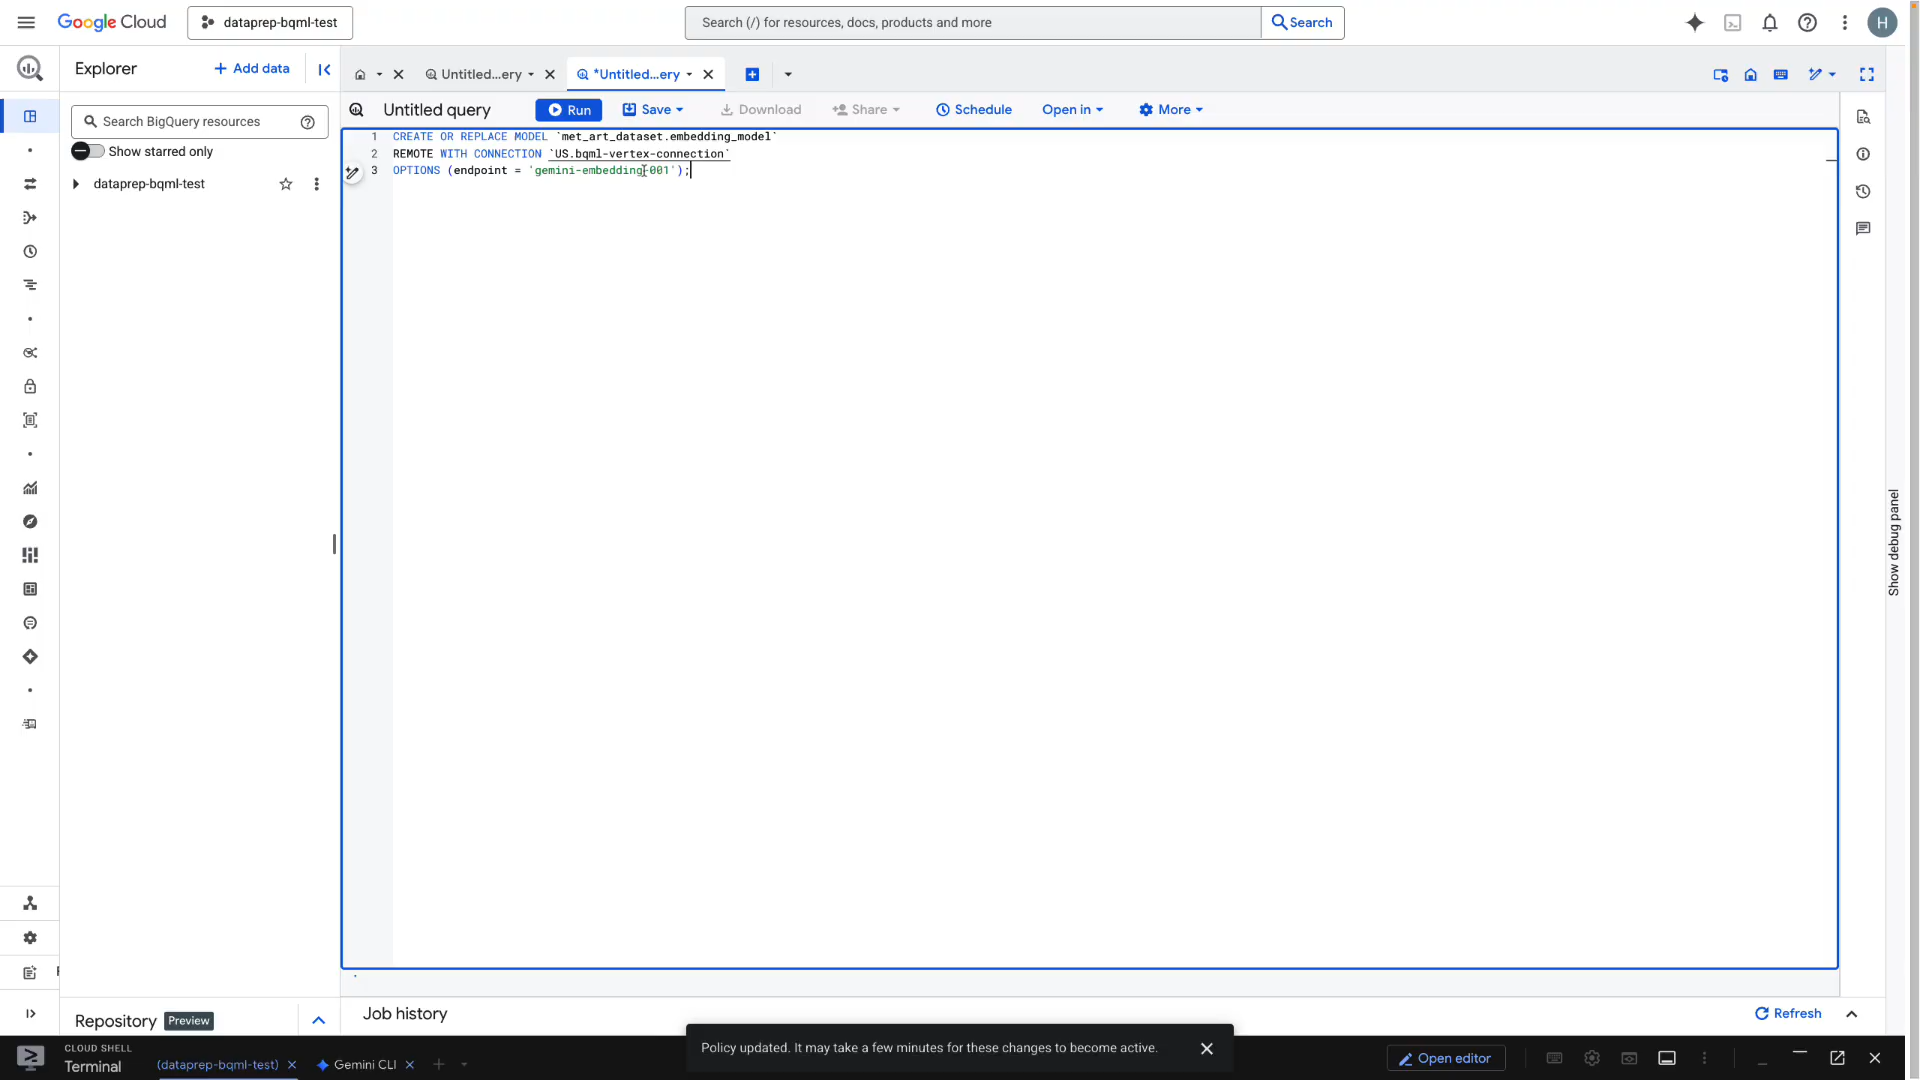 Google Cloud
dataprep-bqml-test
Search (/) for resources, docs, products and more
Search
H
Explorer
+ Add data
Untitled...ery
*Untitled...ery
Search BigQuery resources
Untitled query
Run
Save
Download
Share
Schedule
Open in
More
Show starred only
dataprep-bqml-test
1 CREATE OR REPLACE MODEL `met_art_dataset.embedding_model`
2 REMOTE WITH CONNECTION `US.bqml-vertex-connection`
3 OPTIONS (endpoint = 'gemini-embedding-001');
Show debug panel
Repository
Preview
Job history
Refresh
CLOUD SHELL
Terminal
(dataprep-bqml-test)
Gemini CLI
Policy updated. It may take a few minutes for these changes to become active.
Open editor